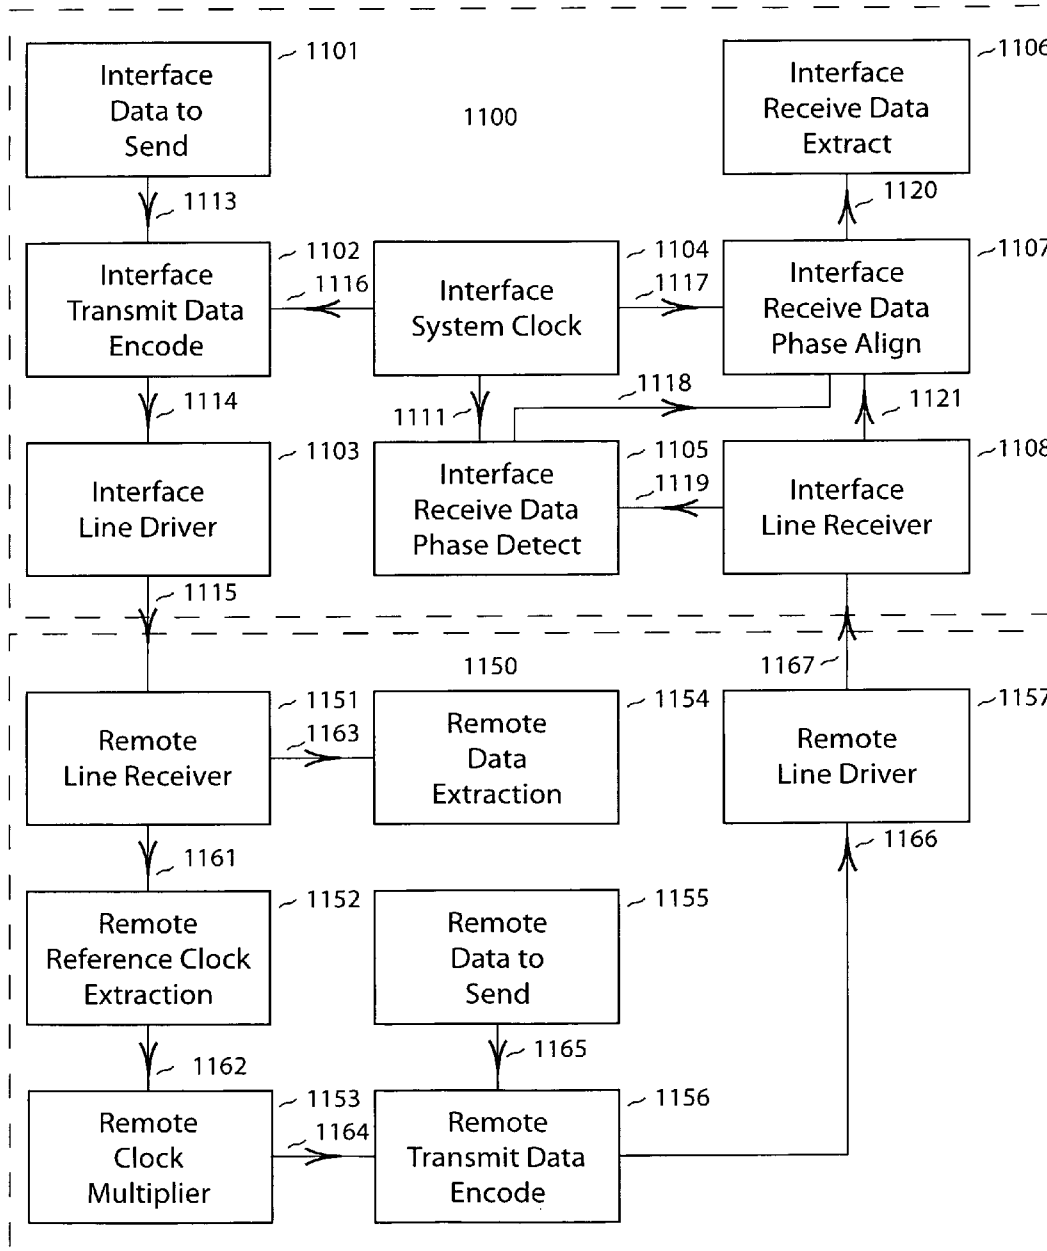 1101
1106
Interface
Data to
Send
1100
Interface
Receive Data
Extract
1113
1120
1102
1104
1107
Interface
Transmit Data
Encode
1116
Interface
System Clock
1117
Interface
Receive Data
Phase Align
1114
1111
1118
1121
1103
1105
1108
Interface
Line Driver
Interface
Receive Data
Phase Detect
1119
Interface
Line Receiver
1115
1150
1167
1151
1154
1157
Remote
Line Receiver
1163
Remote
Data
Extraction
Remote
Line Driver
1161
1166
1152
1155
Remote
Reference Clock
Extraction
Remote
Data to
Send
1162
1165
1153
1156
Remote
Clock
Multiplier
1164
Remote
Transmit Data
Encode